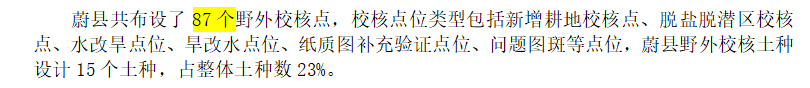 蔚县共布设了 87 个野外校核点，校核点位类型包括新增耕地校核点、脱盐脱潜区校核
点、水改旱点位、旱改水点位、纸质图补充验证点位、问题图斑等点位，蔚县野外校核土种
设计 15 个土种，占整体土种数 23%。